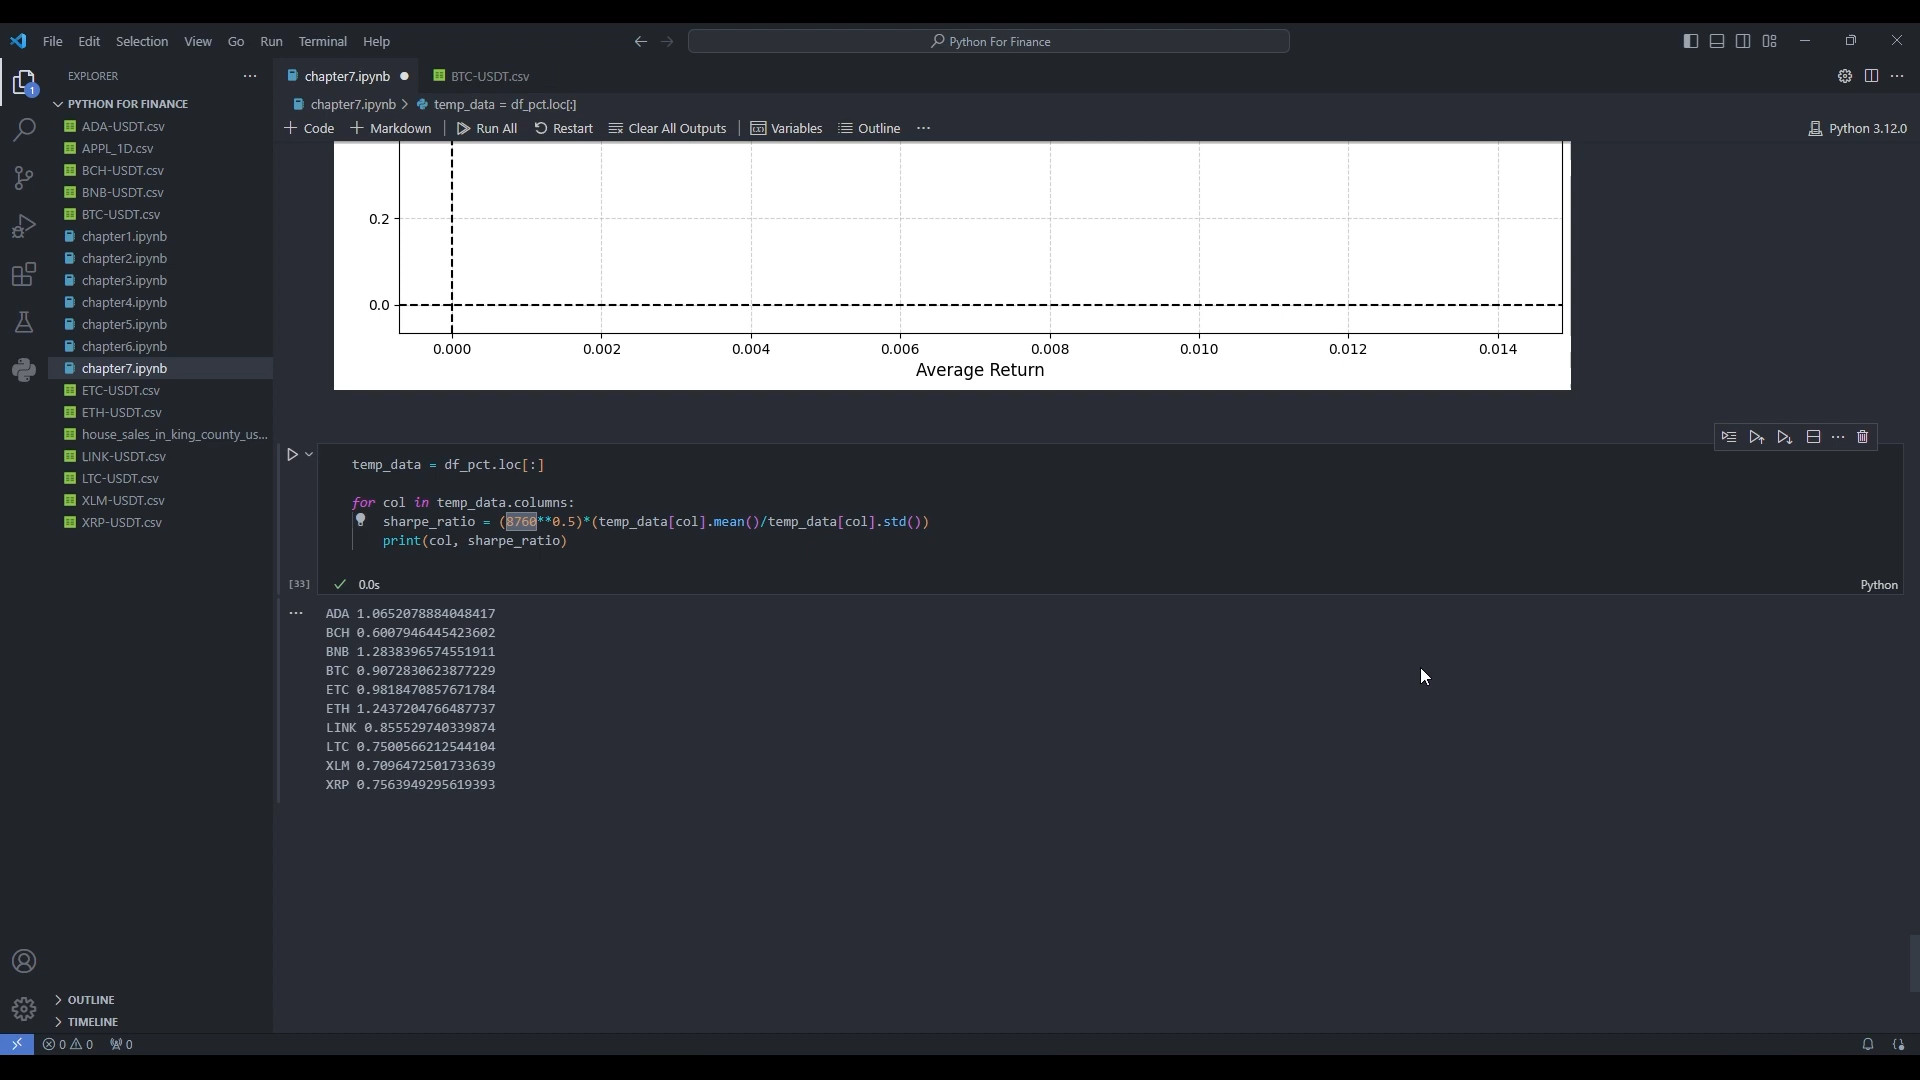 File Edit Selection View Go Run Terminal Help
Python For Finance
EXPLORER
chapter7.ipynb
BTC-USDT.csv
1
PYTHON FOR FINANCE
chapter7.ipynb > temp_data = df_pct.loc[:]
Code Markdown Run All Restart Clear All Outputs Variables Outline ...
Python 3.12.0
ADA-USDT.csv
APPL_1D.csv
BCH-USDT.csv
BNB-USDT.csv
BTC-USDT.csv
chapter1.ipynb
chapter2.ipynb
chapter3.ipynb
chapter4.ipynb
chapter5.ipynb
chapter6.ipynb
chapter7.ipynb
ETC-USDT.csv
ETH-USDT.csv
house_sales_in_king_county_us...
LINK-USDT.csv
LTC-USDT.csv
XLM-USDT.csv
XRP-USDT.csv
OUTLINE
TIMELINE
0.2
0.0
0.000 0.002 0.004 0.006 0.008 0.010 0.012 0.014
Average Return
temp_data = df_pct.loc[:]
for col in temp_data.columns:
sharpe_ratio = (8760**0.5)*(temp_data[col].mean()/temp_data[col].std())
print(col, sharpe_ratio)
[33]
0.0s
Python
ADA 1.0652078884048417
BCH 0.6007946445423602
BNB 1.2838396574551911
BTC 0.9072830623877229
ETC 0.9818470857671784
ETH 1.2437204766487737
LINK 0.855529740339874
LTC 0.7500566212544104
XLM 0.7096472501733639
XRP 0.7563949295619393
0 0 0